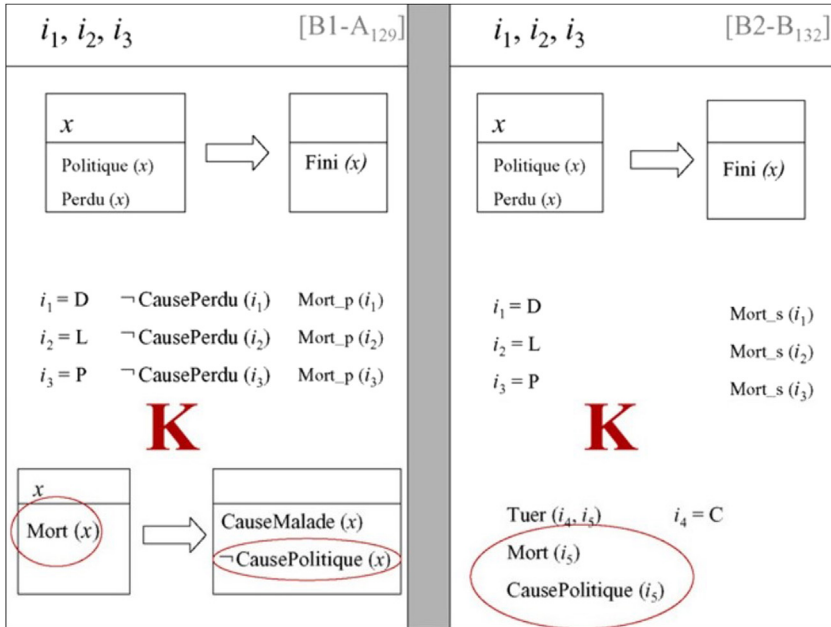 i₁, i₂, i₃ [B1-A₁₂₉]
x
Politique (x)
Perdu (x)
Fini (x)
i₁ = D ¬CausePerdu (i₁) Mort_p (i₁)
i₂ = L ¬CausePerdu (i₂) Mort_p (i₂)
i₃ = P ¬CausePerdu (i₃) Mort_p (i₃)
K
x
Mort (x)
CauseMalade (x)
¬CausePolitique (x)
i₁, i₂, i₃ [B2-B₁₃₂]
x
Politique (x)
Perdu (x)
Fini (x)
i₁ = D Mort_s (i₁)
i₂ = L Mort_s (i₂)
i₃ = P Mort_s (i₃)
K
Tuer (i₄, i₅) i₄ = C
Mort (i₅)
CausePolitique (i₅)